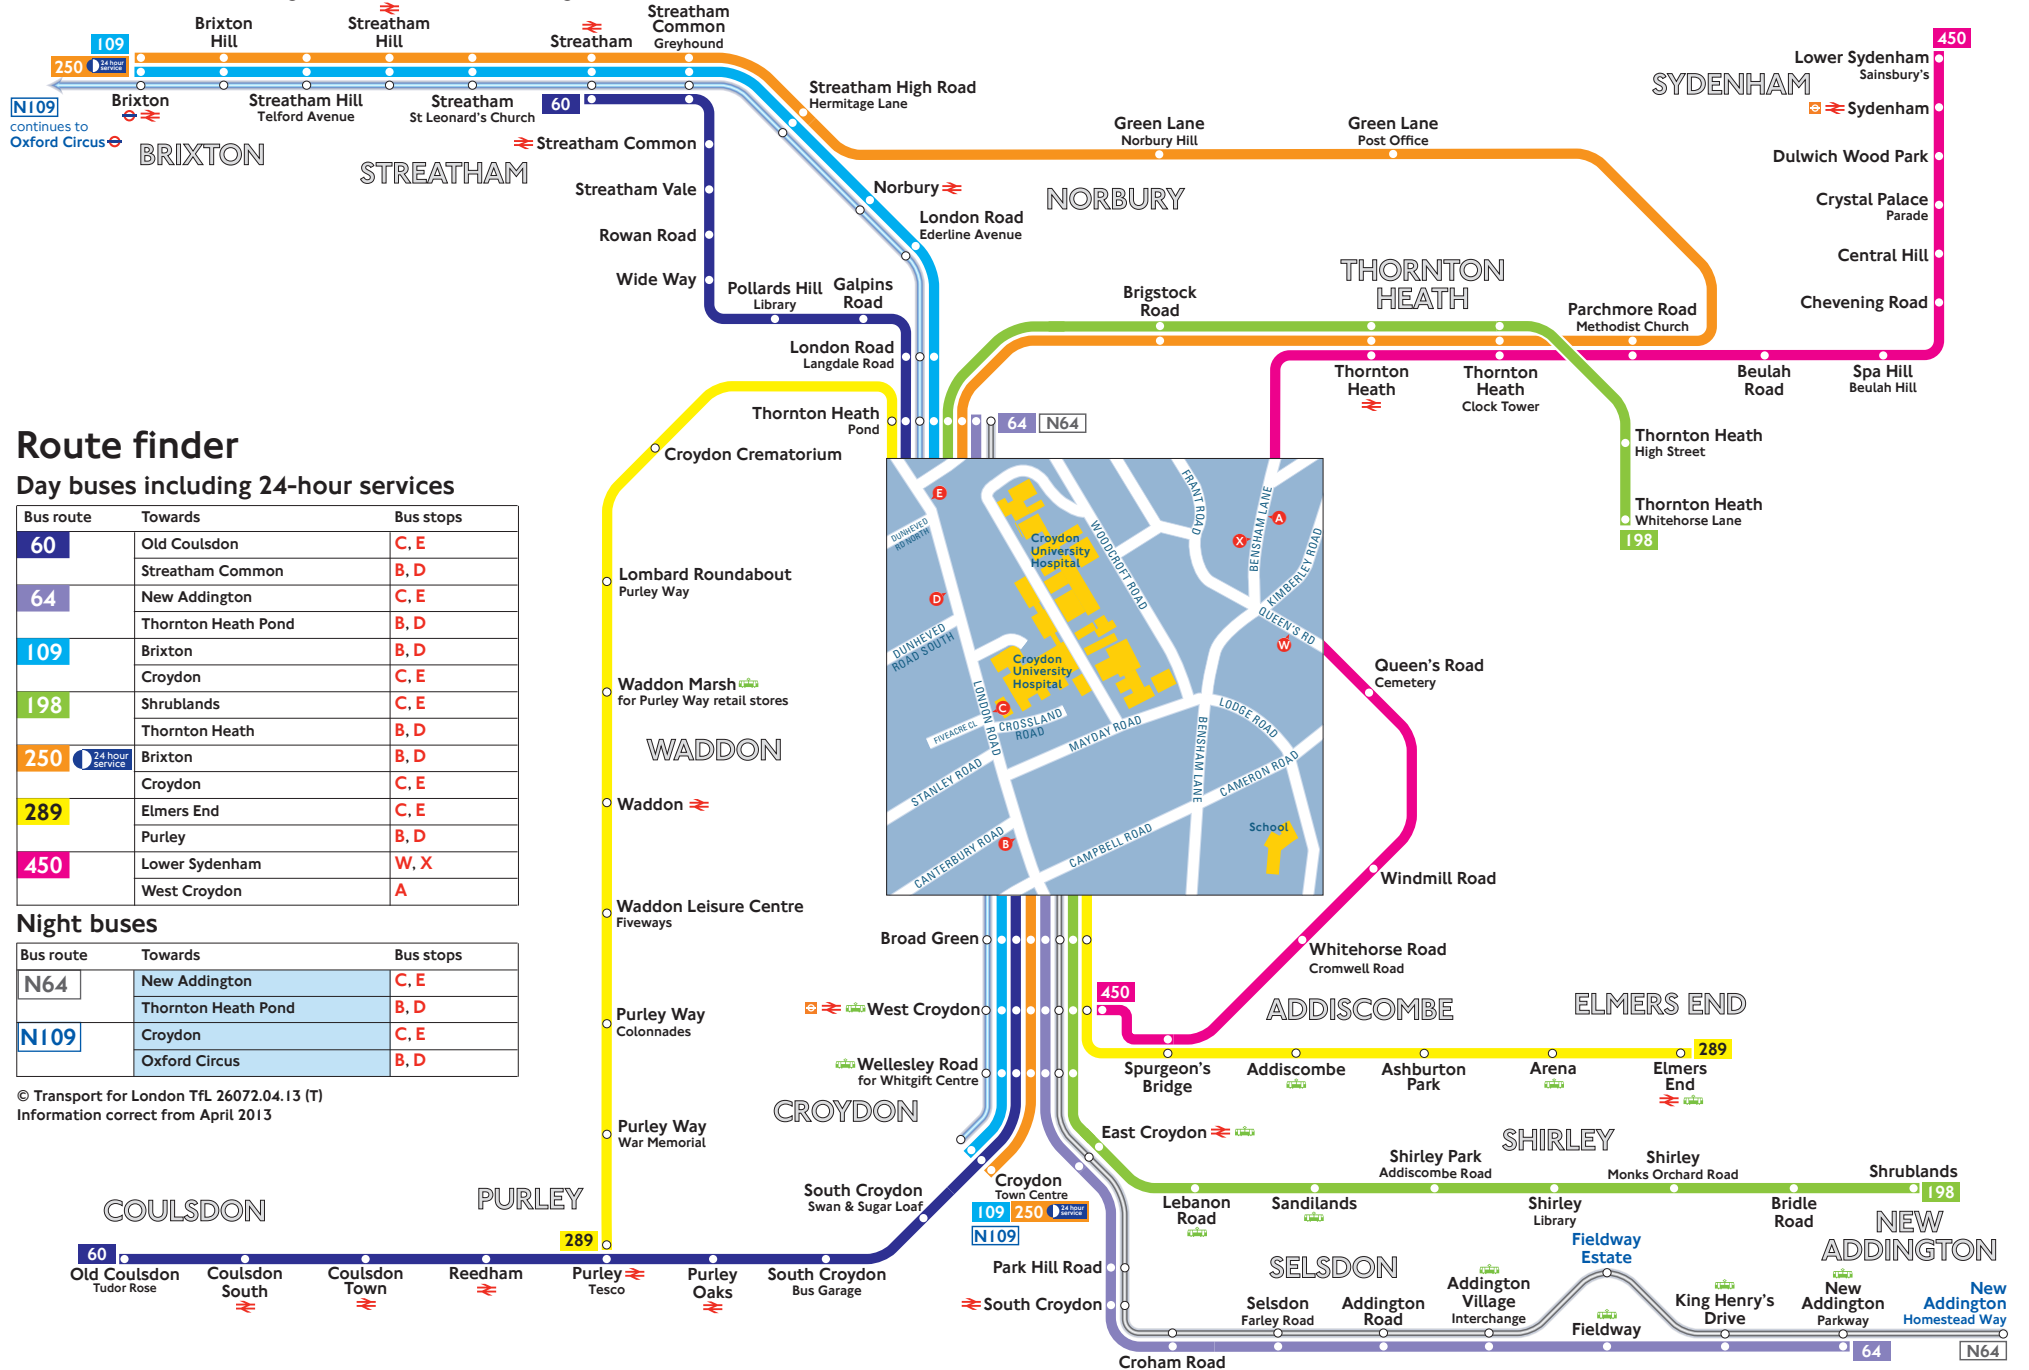 109
250
24 hour
service
N109
continues to
Oxford Circus
Brixton
Brixton
Hill
Streatham Hill
Telford Avenue
Streatham
Hill
Streatham
St Leonard's Church
Streatham
Streatham
Common
Greyhound
BRIXTON
STREATHAM
60
Streatham Common
Streatham Vale
Rowan Road
Wide Way
Pollards Hill
Library
Galpins
Road
London Road
Langdale Road
Thornton Heath
Pond
Streatham High Road
Hermitage Lane
Norbury
London Road
Ederline Avenue
NORBURY
Green Lane
Norbury Hill
Green Lane
Post Office
THORNTON
HEATH
Brigstock
Road
Parchmore Road
Methodist Church
Thornton
Heath
Thornton
Heath
Clock Tower
Beulah
Road
Spa Hill
Beulah Hill
450
Lower Sydenham
Sainsbury's
SYDENHAM
Sydenham
Dulwich Wood Park
Crystal Palace
Parade
Central Hill
Chevening Road
Thornton Heath
High Street
Thornton Heath
Whitehorse Lane
198
64
N64
Croydon Crematorium
Lombard Roundabout
Purley Way
Waddon Marsh
for Purley Way retail stores
WADDON
Waddon
Waddon Leisure Centre
Fiveways
Purley Way
Colonnades
Purley Way
War Memorial
Route finder
Day buses including 24-hour services
Bus route Towards Bus stops
60 Old Coulsdon C, E
Streatham Common B, D
64 New Addington C, E
Thornton Heath Pond B, D
109 Brixton B, D
Croydon C, E
198 Shrublands C, E
Thornton Heath B, D
250 24 hour service Brixton B, D
Croydon C, E
289 Elmers End C, E
Purley B, D
450 Lower Sydenham W, X
West Croydon A
Night buses
Bus route Towards Bus stops
N64 New Addington C, E
Thornton Heath Pond B, D
N109 Croydon C, E
Oxford Circus B, D
© Transport for London TfL 26072.04.13 (T)
Information correct from April 2013
E
DUNHEVED
RD NORTH
D
DUNHEVED
ROAD SOUTH
Croydon
University
Hospital
WOODCROFT ROAD
FRANT ROAD
BENSHAM LANE
A
X
KIMBERLEY ROAD
QUEEN'S RD
W
Croydon
University
Hospital
LONDON ROAD
C
FIVEACRE CL
CROSSLAND
ROAD
MAYDAY ROAD
LODGE ROAD
BENSHAM LANE
CAMERON ROAD
STANLEY ROAD
CANTERBURY ROAD
B
CAMPBELL ROAD
School
Queen's Road
Cemetery
Windmill Road
Whitehorse Road
Cromwell Road
Broad Green
West Croydon
450
Wellesley Road
for Whitgift Centre
CROYDON
ADDISCOMBE
ELMERS END
289
Spurgeon's
Bridge
Addiscombe
Ashburton
Park
Arena
Elmers
End
East Croydon
SHIRLEY
Shirley Park
Addiscombe Road
Shirley
Monks Orchard Road
Shrublands
198
Lebanon
Road
Sandilands
Shirley
Library
Bridle
Road
NEW
ADDINGTON
South Croydon
Swan & Sugar Loaf
Croydon
Town Centre
109
250
24 hour
service
N109
COULSDON
PURLEY
289
60
Old Coulsdon
Tudor Rose
Coulsdon
South
Coulsdon
Town
Reedham
Purley
Tesco
Purley
Oaks
South Croydon
Bus Garage
Park Hill Road
South Croydon
Croham Road
SELSDON
Selsdon
Farley Road
Addington
Road
Addington
Village
Interchange
Fieldway
Estate
Fieldway
King Henry's
Drive
New
Addington
Parkway
New
Addington
Homestead Way
64
N64